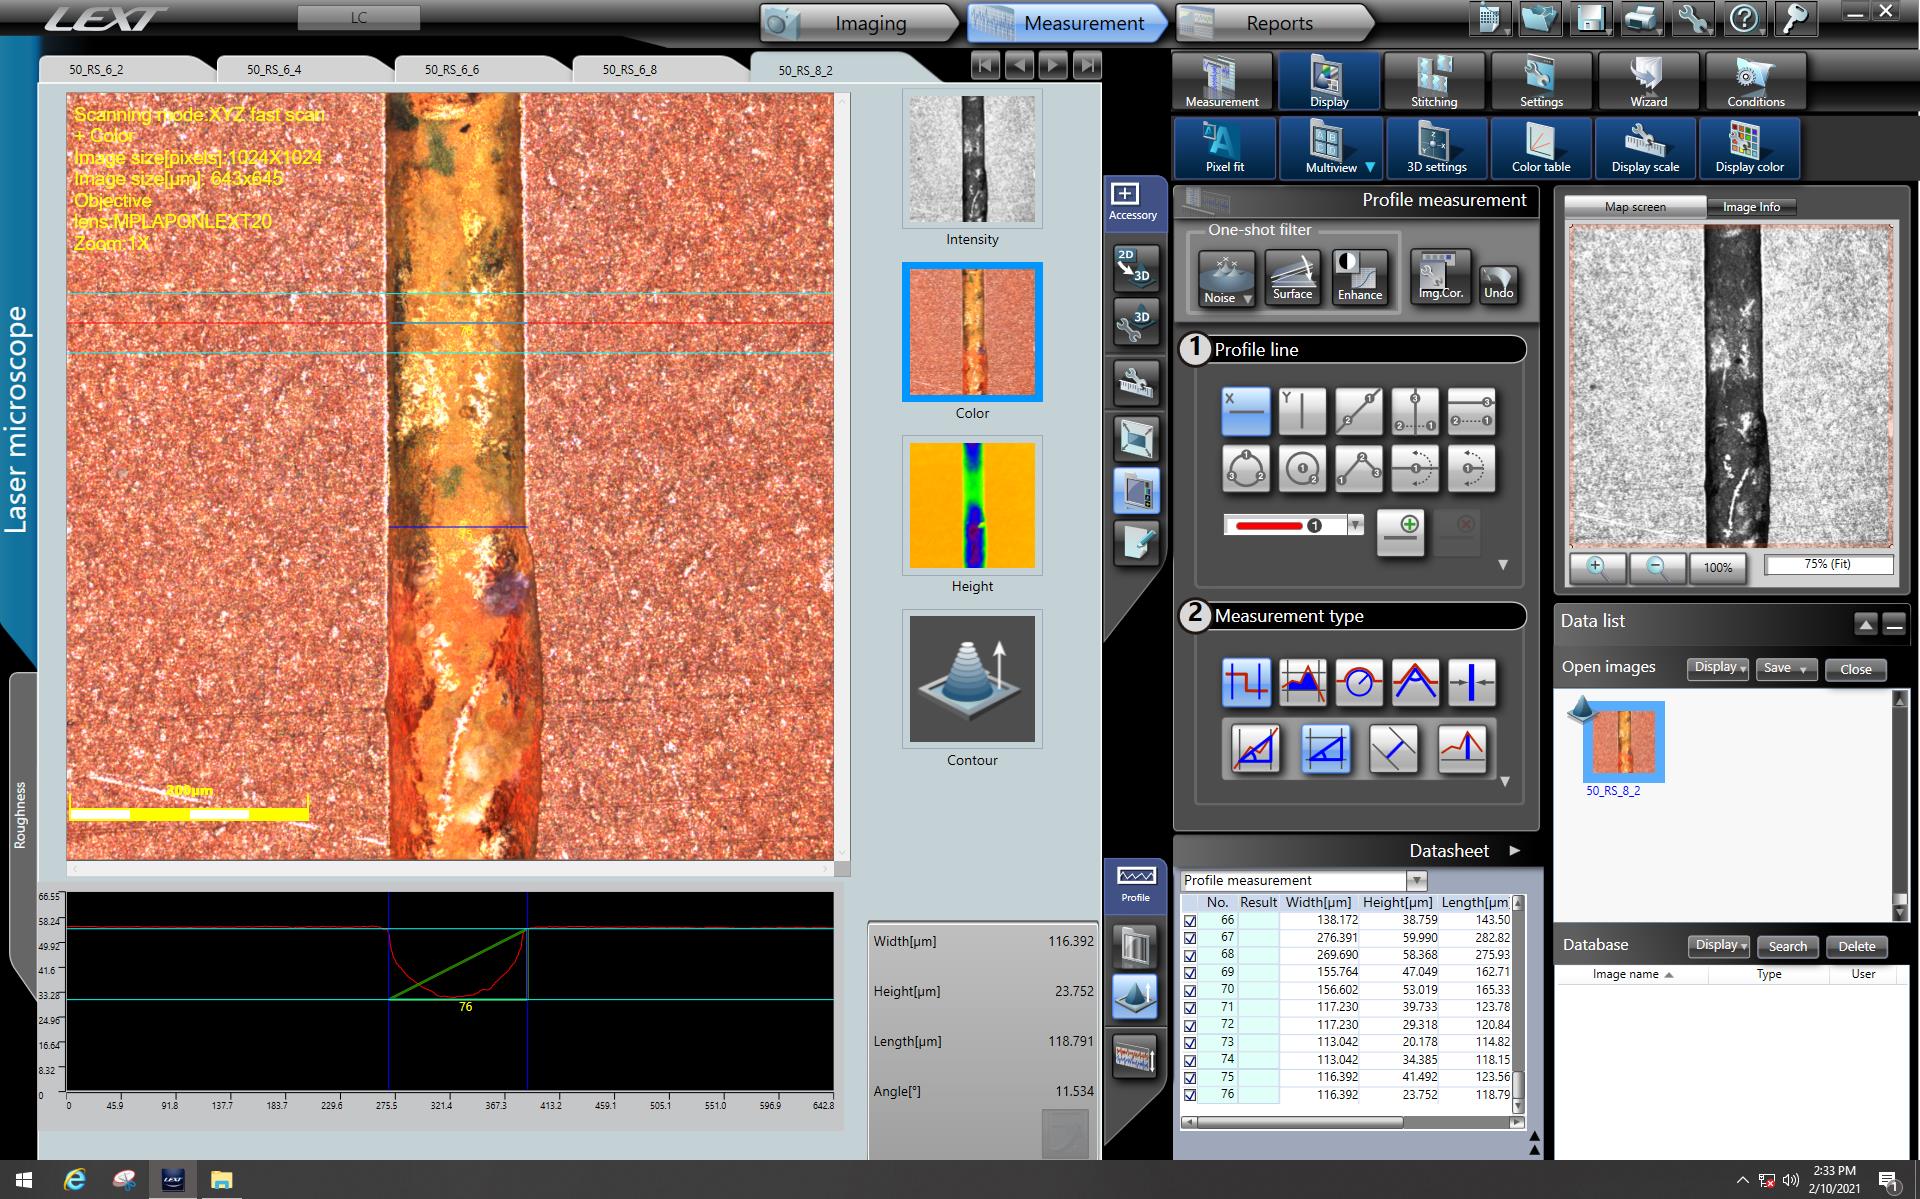 LEXT
LC
Imaging
Measurement
Reports
50_RS_6_2
50_RS_6_4
50_RS_6_6
50_RS_6_8
50_RS_8_2
Measurement
Display
Stitching
Settings
Wizard
Conditions
Pixel fit
Multiview
3D settings
Color table
Display scale
Display color
Laser microscope
Roughness
Scanning mode:XYZ fast scan
+ Color
Image size[pixels]:1024X1024
Image size[µm]: 643x645
Objective
lens:MPLAPONLEXT20
Zoom:1X
76
75
200µm
Intensity
Color
Height
Contour
Accessory
2D
3D
3D
Profile
Profile measurement
One-shot filter
Noise
Surface
Enhance
Img.Cor.
Undo
1 Profile line
X
Y
1
2 Measurement type
Map screen
Image Info
100%
75% (Fit)
Data list
Open images
Display
Save
Close
50_RS_8_2
Database
Display
Search
Delete
Image name
Type
User
66.55
58.24
49.92
41.6
33.28
24.96
16.64
8.32
0
76
0 45.9 91.8 137.7 183.7 229.6 275.5 321.4 367.3 413.2 459.1 505.1 551.0 596.9 642.8
Width[µm] 116.392
Height[µm] 23.752
Length[µm] 118.791
Angle[°] 11.534
Datasheet
Profile measurement
No. Result Width[µm] Height[µm] Length[µm]
66 138.172 38.759 143.50
67 276.391 59.990 282.82
68 269.690 58.368 275.93
69 155.764 47.049 162.71
70 156.602 53.019 165.33
71 117.230 39.733 123.78
72 117.230 29.318 120.84
73 113.042 20.178 114.82
74 113.042 34.385 118.15
75 116.392 41.492 123.56
76 116.392 23.752 118.79
LEXT
2:33 PM
2/10/2021
1